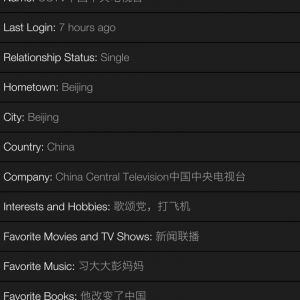 Last Login: 7 hours ago
Relationship Status: Single
Hometown: Beijing
City: Beijing
Country: China
Company: China Central Television中国中央电视台
Interests and Hobbies: 歌颂党，打飞机
Favorite Movies and TV Shows: 新闻联播
Favorite Music: 习大大彭妈妈
Favorite Books: 他改变了中国